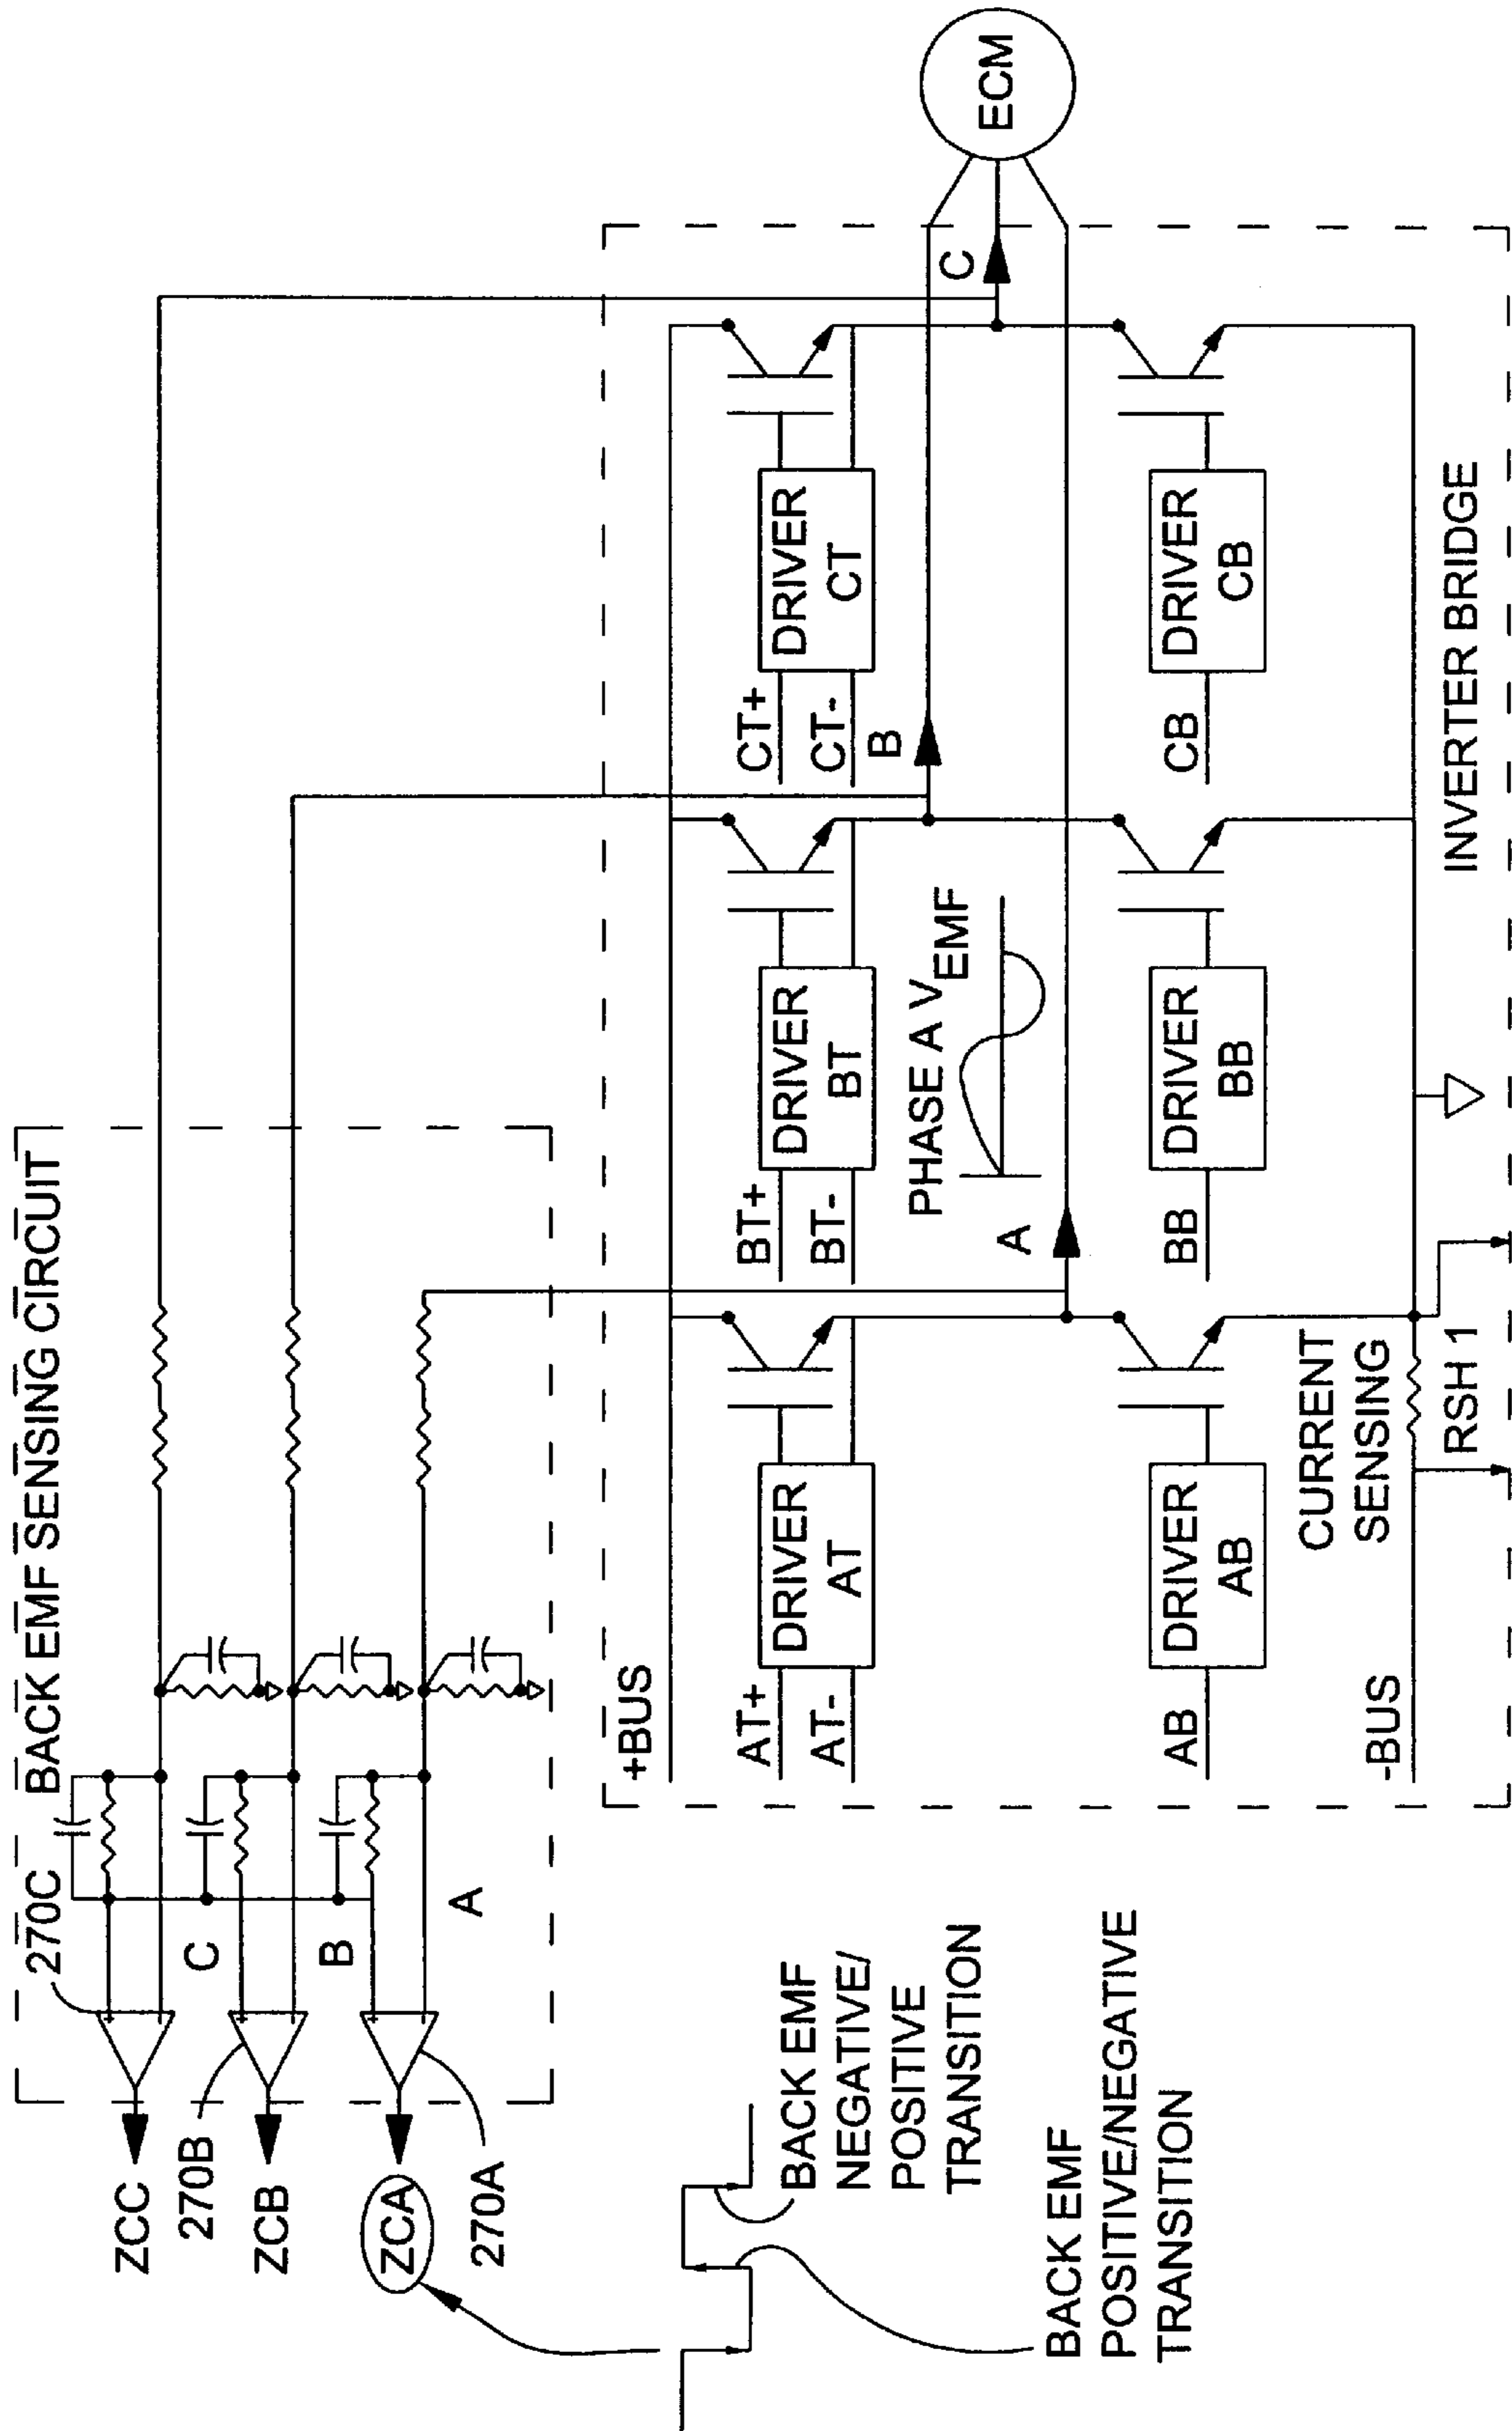 BACK EMF SENSING CIRCUIT
270C
ZCC
270B
C
ZCB
B
ZCA
270A
A
BACK EMF
NEGATIVE/
POSITIVE
TRANSITION
BACK EMF
POSITIVE/NEGATIVE
TRANSITION
+BUS
AT+
AT-
DRIVER
AT
BT+
BT-
DRIVER
BT
CT+
CT-
DRIVER
CT
A
B
C
PHASE A VEMF
ECM
AB
DRIVER
AB
BB
DRIVER
BB
CB
DRIVER
CB
-BUS
CURRENT
SENSING
RSH 1
INVERTER BRIDGE